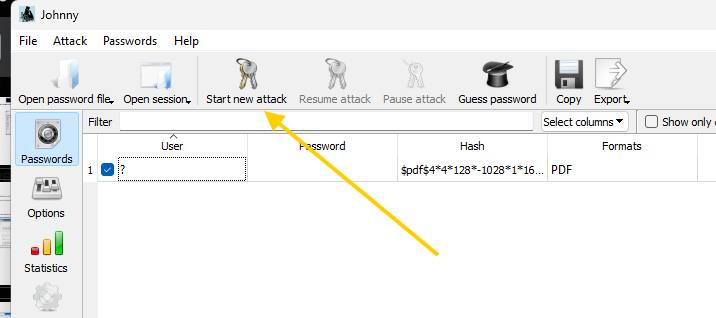 Johnny
File Attack Passwords Help
Open password file Open session Start new attack Resume attack Pause attack Guess password Copy Export
Filter Select columns Show only
Passwords
User Password Hash Formats
1 ? $pdf$4*4*128*-1028*1*16... PDF
Options
Statistics